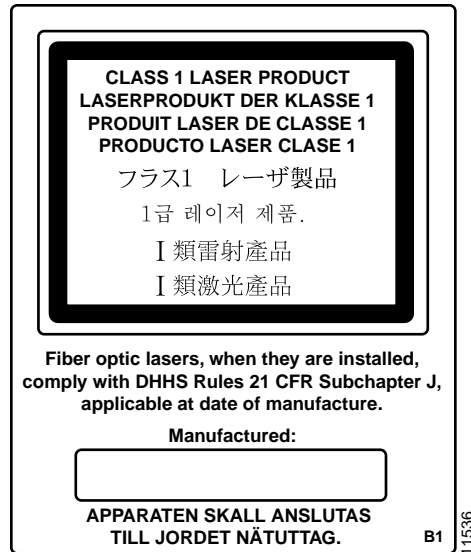 CLASS 1 LASER PRODUCT
LASERPRODUKT DER KLASSE 1
PRODUIT LASER DE CLASSE 1
PRODUCTO LASER CLASE 1
フラス1　レーザ製品
1급 레이저 제품.
Ⅰ類雷射產品
Ⅰ類激光產品
Fiber optic lasers, when they are installed,
comply with DHHS Rules 21 CFR Subchapter J,
applicable at date of manufacture.
Manufactured:
APPARATEN SKALL ANSLUTAS
TILL JORDET NÄTUTTAG.
B1
11536